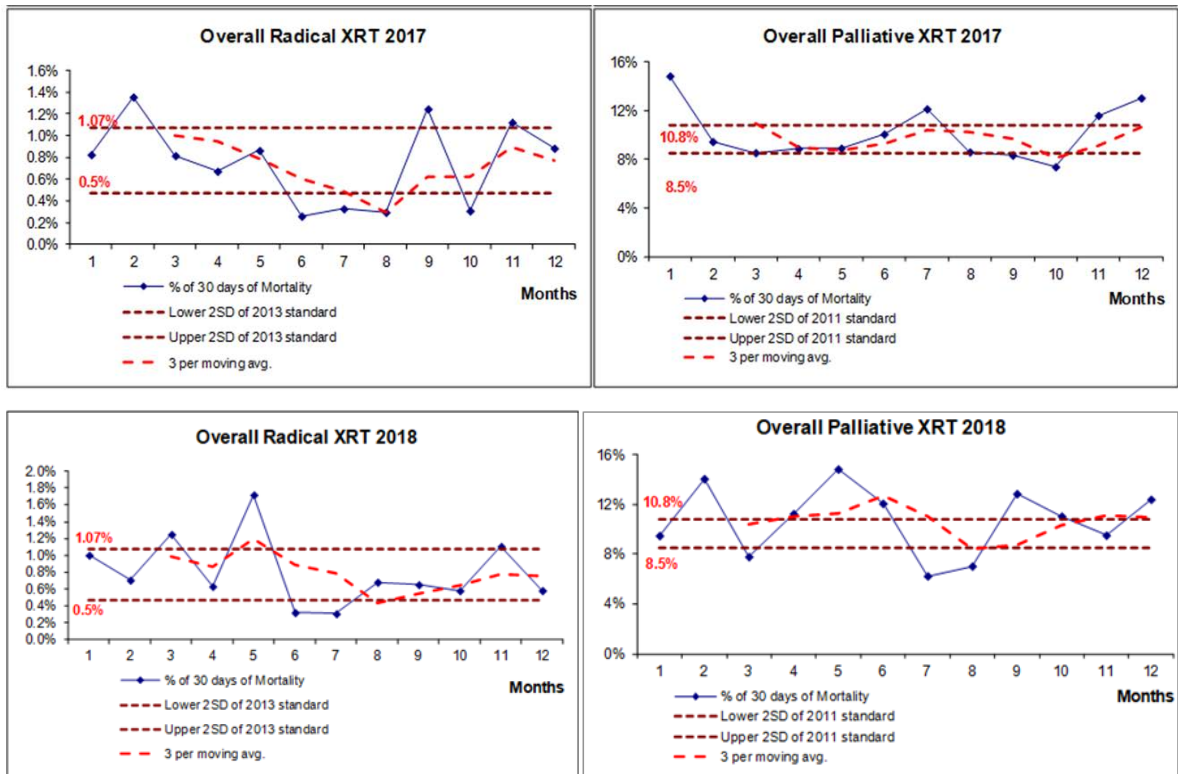 Overall Radical XRT 2017
1.6%
1.4%
1.2%
1.07%
1.0%
0.8%
0.6%
0.5%
0.4%
0.2%
0.0%
1 2 3 4 5 6 7 8 9 10 11 12
Months
% of 30 days of Mortality
Lower 2SD of 2013 standard
Upper 2SD of 2013 standard
3 per moving avg.
Overall Palliative XRT 2017
16%
12%
10.8%
8%
8.5%
4%
0%
1 2 3 4 5 6 7 8 9 10 11 12
Months
% of 30 days of Mortality
Lower 2SD of 2011 standard
Upper 2SD of 2011 standard
3 per moving avg.
Overall Radical XRT 2018
2.0%
1.8%
1.6%
1.4%
1.2%
1.07%
1.0%
0.8%
0.6%
0.4%
0.5%
0.2%
0.0%
1 2 3 4 5 6 7 8 9 10 11 12
Months
% of 30 days of Mortality
Lower 2SD of 2013 standard
Upper 2SD of 2013 standard
3 per moving avg.
Overall Palliative XRT 2018
16%
12%
10.8%
8%
8.5%
4%
0%
1 2 3 4 5 6 7 8 9 10 11 12
Months
% of 30 days of Mortality
Lower 2SD of 2011 standard
Upper 2SD of 2011 standard
3 per moving avg.